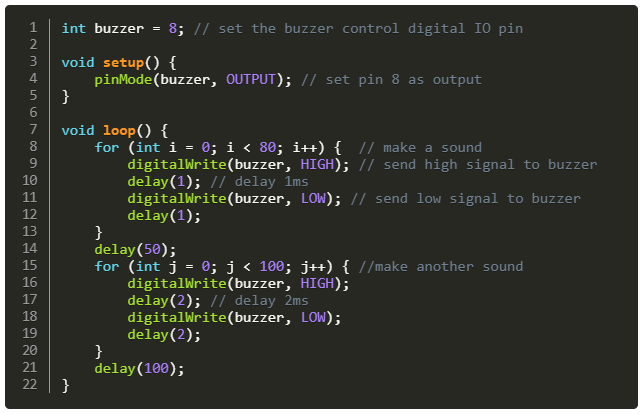 1 int buzzer = 8; // set the buzzer control digital IO pin
2
3 void setup() {
4     pinMode(buzzer, OUTPUT); // set pin 8 as output
5 }
6
7 void loop() {
8     for (int i = 0; i < 80; i++) {  // make a sound
9         digitalWrite(buzzer, HIGH); // send high signal to buzzer
10         delay(1); // delay 1ms
11         digitalWrite(buzzer, LOW); // send low signal to buzzer
12         delay(1);
13     }
14     delay(50);
15     for (int j = 0; j < 100; j++) { //make another sound
16         digitalWrite(buzzer, HIGH);
17         delay(2); // delay 2ms
18         digitalWrite(buzzer, LOW);
19         delay(2);
20     }
21     delay(100);
22 }